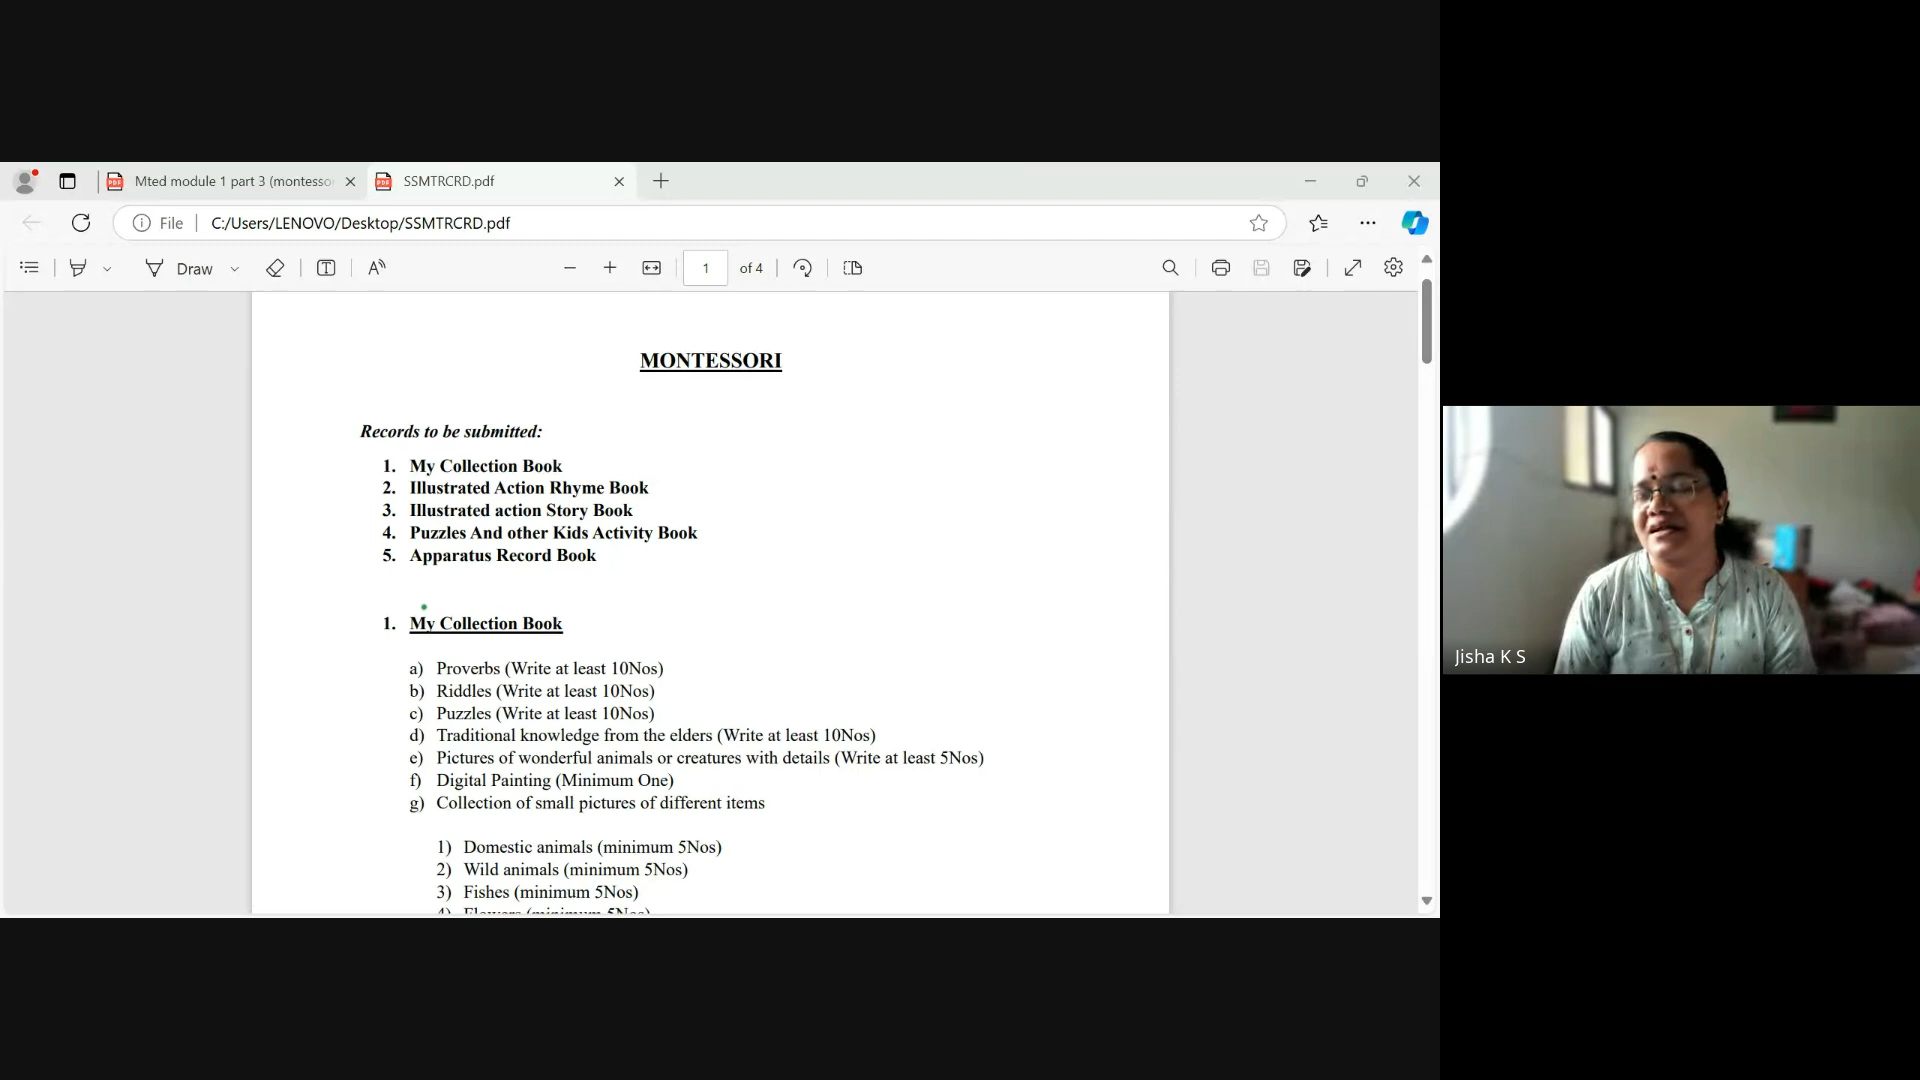 Mted module 1 part 3 (montesso
SSMTRCRD.pdf
File
C:/Users/LENOVO/Desktop/SSMTRCRD.pdf
Draw
1 of 4
MONTESSORI
Records to be submitted:
1. My Collection Book
2. Illustrated Action Rhyme Book
3. Illustrated action Story Book
4. Puzzles And other Kids Activity Book
5. Apparatus Record Book
1. My Collection Book
a) Proverbs (Write at least 10Nos)
b) Riddles (Write at least 10Nos)
c) Puzzles (Write at least 10Nos)
d) Traditional knowledge from the elders (Write at least 10Nos)
e) Pictures of wonderful animals or creatures with details (Write at least 5Nos)
f) Digital Painting (Minimum One)
g) Collection of small pictures of different items
1) Domestic animals (minimum 5Nos)
2) Wild animals (minimum 5Nos)
3) Fishes (minimum 5Nos)
4) Flowers (minimum 5Nos)
Jisha K S